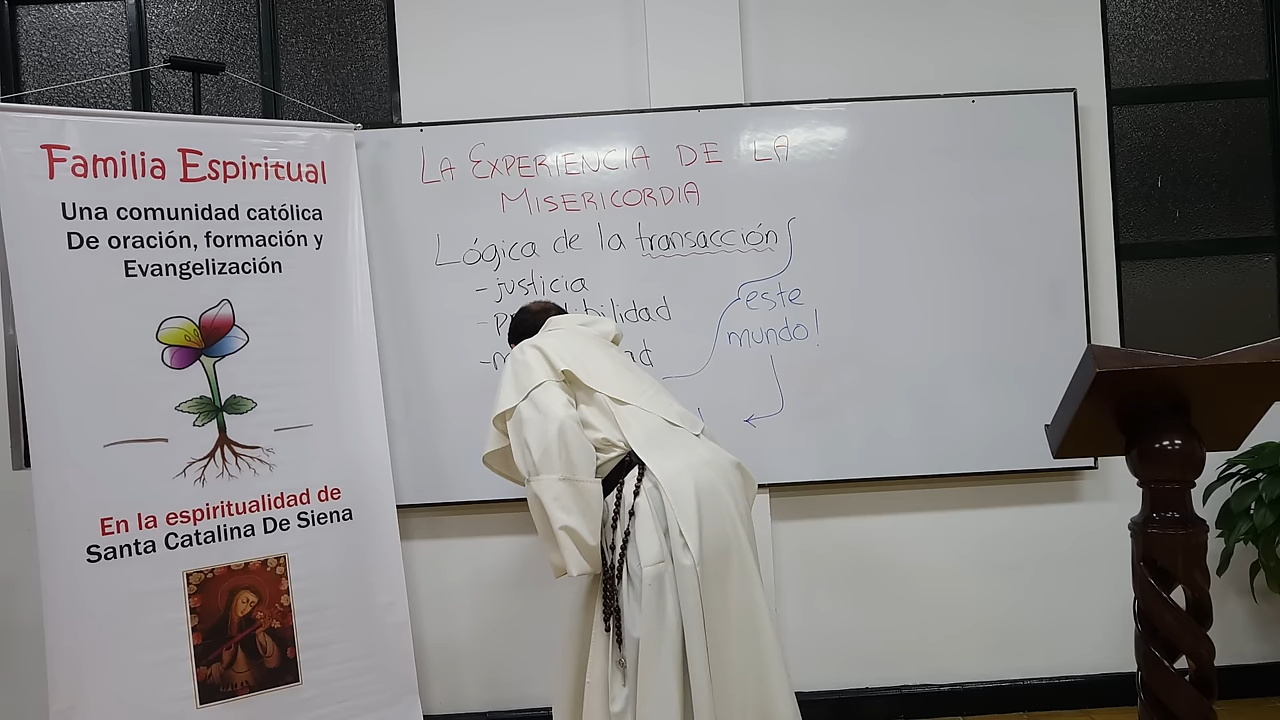 Familia Espiritual
Una comunidad católica
De oración, formación y
Evangelización
En la espiritualidad de
Santa Catalina De Siena
LA EXPERIENCIA DE LA
MISERICORDIA
Lógica de la transacción
- justicia
este
mundo!